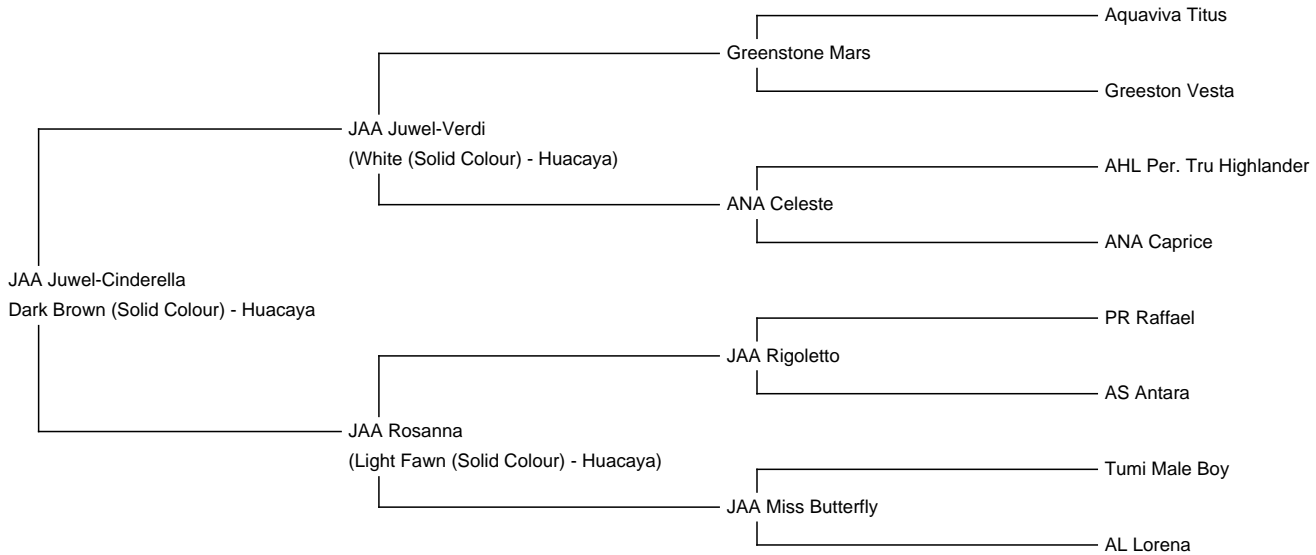 Aquaviva Titus
Greenstone Mars
Greeston Vesta
JAA Juwel-Verdi
(White (Solid Colour) - Huacaya)
AHL Per. Tru Highlander
ANA Celeste
ANA Caprice
JAA Juwel-Cinderella
Dark Brown (Solid Colour) - Huacaya
PR Raffael
JAA Rigoletto
AS Antara
JAA Rosanna
(Light Fawn (Solid Colour) - Huacaya)
Tumi Male Boy
JAA Miss Butterfly
AL Lorena